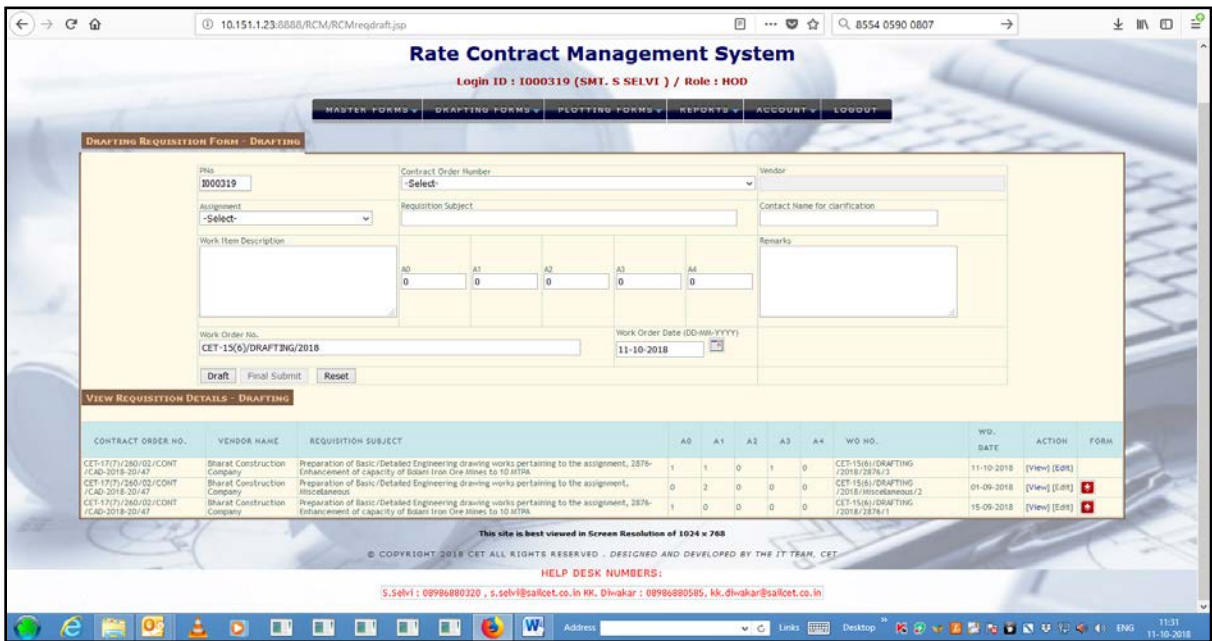 10.151.1.23:8888/RCM/RCMreqdraft.jsp
8554 0590 0807
Rate Contract Management System
Login ID : I000319 (SMT. S SELVI ) / Role : HOD
MASTER FORMS DRAFTING FORMS PLOTTING FORMS REPORTS ACCOUNT LOGOUT
DRAFTING REQUISITION FORM - DRAFTING
PNo Contract Order Number Vendor
I000319 -Select-
Assignment Requisition Subject Contact Name for clarification
-Select-
Work Item Description Remarks
A0 A1 A2 A3 A4
0 0 0 0 0
Work Order No. Work Order Date (DD-MM-YYYY)
CET-15(6)/DRAFTING/2018 11-10-2018
Draft Final Submit Reset
VIEW REQUISITION DETAILS - DRAFTING
CONTRACT ORDER NO. VENDOR NAME REQUISITION SUBJECT A0 A1 A2 A3 A4 WO NO. WO. DATE ACTION FORM
CET-17(7)/260/02/CONT Bharat Construction Preparation of Basic/Detailed Engineering drawing works pertaining to the assignment, 2876- 1 1 0 1 0 CET-15(6)/DRAFTING 11-10-2018 [View] [Edit]
/CAD-2018-20/47 Company Enhancement of capacity of Bolani Iron Ore Mines to 10 MTPA /2018/2876/3
CET-17(7)/260/02/CONT Bharat Construction Preparation of Basic/Detailed Engineering drawing works pertaining to the assignment, 0 2 0 0 0 CET-15(6)/DRAFTING 01-09-2018 [View] [Edit]
/CAD-2018-20/47 Company Miscellaneous /2018/Miscellaneous/2
CET-17(7)/260/02/CONT Bharat Construction Preparation of Basic/Detailed Engineering drawing works pertaining to the assignment, 2876- 1 0 0 0 0 CET-15(6)/DRAFTING 15-09-2018 [View] [Edit]
/CAD-2018-20/47 Company Enhancement of capacity of Bolani Iron Ore Mines to 10 MTPA /2018/2876/1
This site is best viewed in Screen Resolution of 1024 x 768
© COPYRIGHT 2018 CET ALL RIGHTS RESERVED . DESIGNED AND DEVELOPED BY THE IT TEAM, CET
HELP DESK NUMBERS:
S.Selvi : 08986880320 , s.selvi@sailcet.co.in KK. Diwakar : 08986880585, kk.diwakar@sailcet.co.in
Address Links Desktop ENG 11:31
11-10-2018